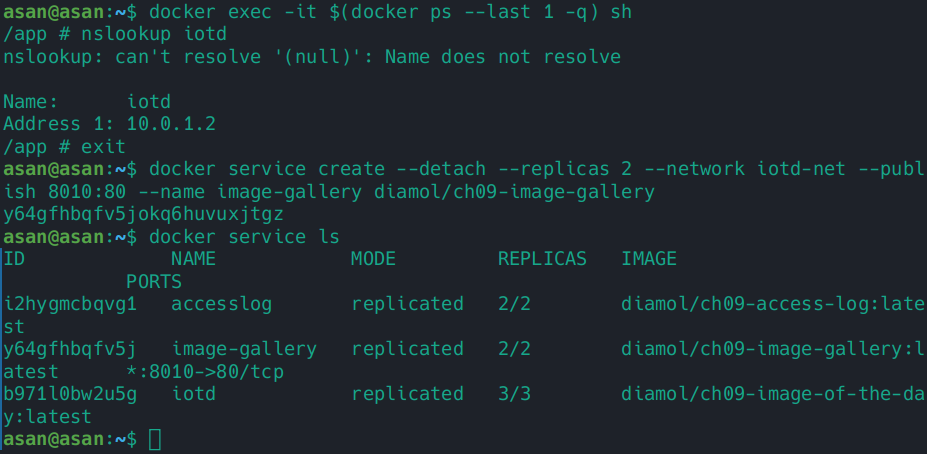 asan@asan:~$ docker exec -it $(docker ps --last 1 -q) sh
/app # nslookup iotd
nslookup: can't resolve '(null)': Name does not resolve
Name:      iotd
Address 1: 10.0.1.2
/app # exit
asan@asan:~$ docker service create --detach --replicas 2 --network iotd-net --publ
ish 8010:80 --name image-gallery diamol/ch09-image-gallery
y64gfhbqfv5jokq6huvuxjtgz
asan@asan:~$ docker service ls
ID             NAME            MODE         REPLICAS   IMAGE
           PORTS
i2hygmcbqvg1   accesslog       replicated   2/2        diamol/ch09-access-log:late
st
y64gfhbqfv5j   image-gallery   replicated   2/2        diamol/ch09-image-gallery:l
atest      *:8010->80/tcp
b971l0bw2u5g   iotd            replicated   3/3        diamol/ch09-image-of-the-da
y:latest
asan@asan:~$